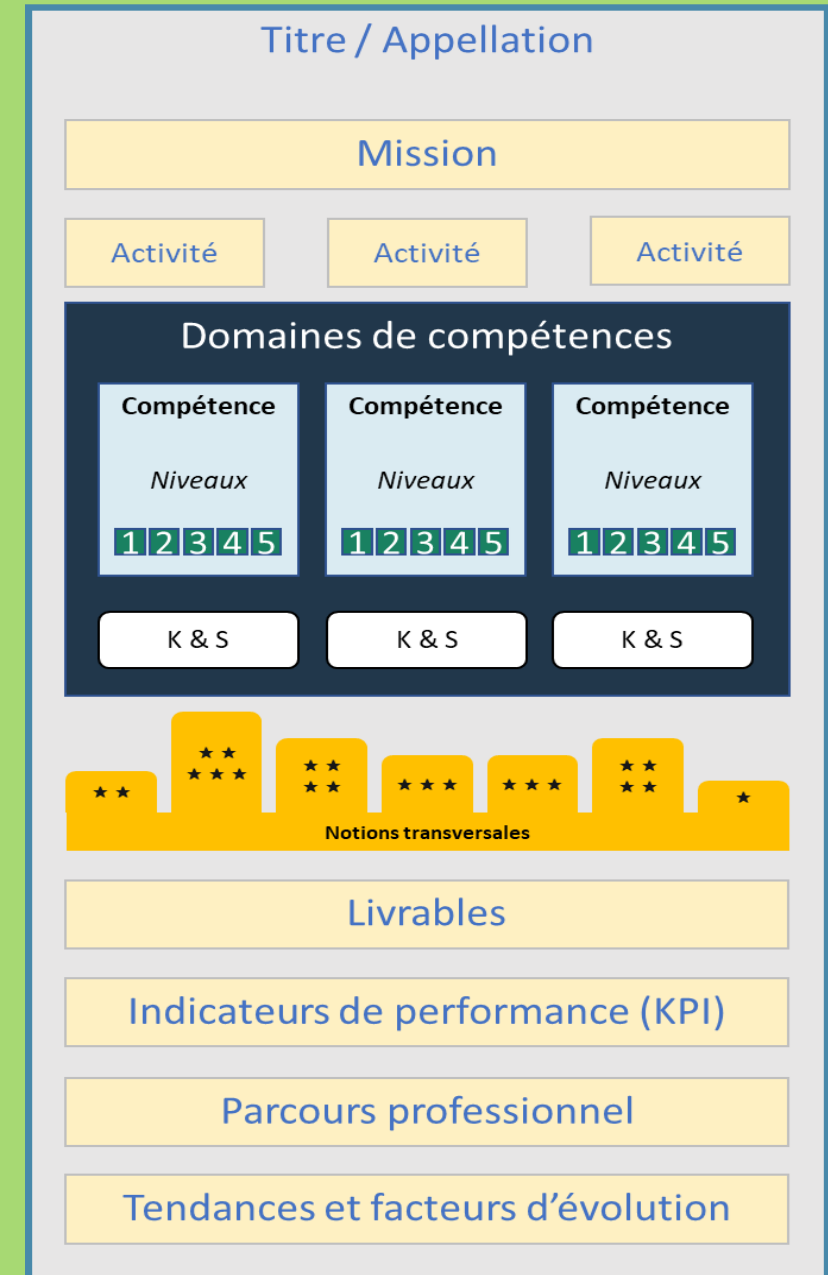 Titre / Appellation
Mission
Activité
Activité
Activité
Domaines de compétences
Compétence
Compétence
Compétence
Niveaux
Niveaux
Niveaux
1 2 3 4 5
1 2 3 4 5
1 2 3 4 5
K & S
K & S
K & S
Notions transversales
Livrables
Indicateurs de performance (KPI)
Parcours professionnel
Tendances et facteurs d’évolution